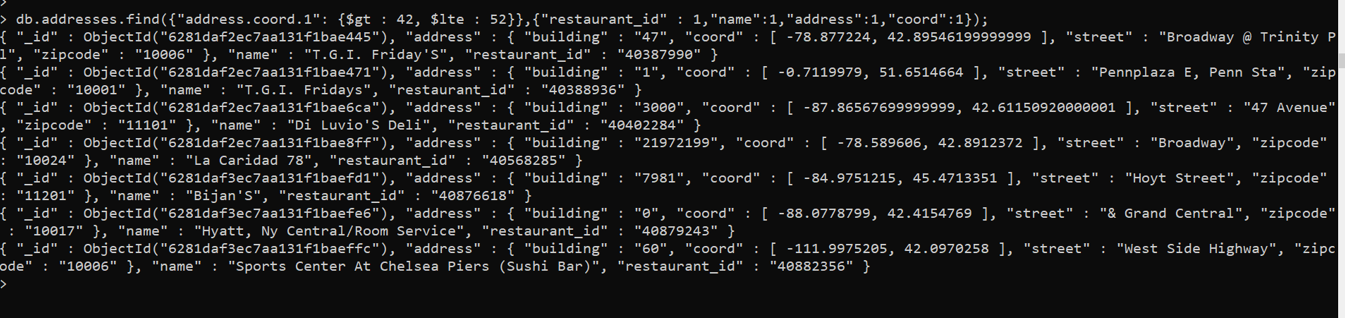 >
> db.addresses.find({"address.coord.1": {$gt : 42, $lte : 52}},{"restaurant_id" : 1,"name":1,"address":1,"coord":1});
{ "_id" : ObjectId("6281daf2ec7aa131f1bae445"), "address" : { "building" : "47", "coord" : [ -78.877224, 42.89546199999999 ], "street" : "Broadway @ Trinity P
l", "zipcode" : "10006" }, "name" : "T.G.I. Friday'S", "restaurant_id" : "40387990" }
{ "_id" : ObjectId("6281daf2ec7aa131f1bae471"), "address" : { "building" : "1", "coord" : [ -0.7119979, 51.6514664 ], "street" : "Pennplaza E, Penn Sta", "zip
code" : "10001" }, "name" : "T.G.I. Fridays", "restaurant_id" : "40388936" }
{ "_id" : ObjectId("6281daf2ec7aa131f1bae6ca"), "address" : { "building" : "3000", "coord" : [ -87.86567699999999, 42.61150920000001 ], "street" : "47 Avenue"
, "zipcode" : "11101" }, "name" : "Di Luvio'S Deli", "restaurant_id" : "40402284" }
{ "_id" : ObjectId("6281daf2ec7aa131f1bae8ff"), "address" : { "building" : "21972199", "coord" : [ -78.589606, 42.8912372 ], "street" : "Broadway", "zipcode"
: "10024" }, "name" : "La Caridad 78", "restaurant_id" : "40568285" }
{ "_id" : ObjectId("6281daf3ec7aa131f1baefd1"), "address" : { "building" : "7981", "coord" : [ -84.9751215, 45.4713351 ], "street" : "Hoyt Street", "zipcode"
: "11201" }, "name" : "Bijan'S", "restaurant_id" : "40876618" }
{ "_id" : ObjectId("6281daf3ec7aa131f1baefe6"), "address" : { "building" : "0", "coord" : [ -88.0778799, 42.4154769 ], "street" : "& Grand Central", "zipcode"
: "10017" }, "name" : "Hyatt, Ny Central/Room Service", "restaurant_id" : "40879243" }
{ "_id" : ObjectId("6281daf3ec7aa131f1baeffc"), "address" : { "building" : "60", "coord" : [ -111.9975205, 42.0970258 ], "street" : "West Side Highway", "zipc
ode" : "10006" }, "name" : "Sports Center At Chelsea Piers (Sushi Bar)", "restaurant_id" : "40882356" }
>